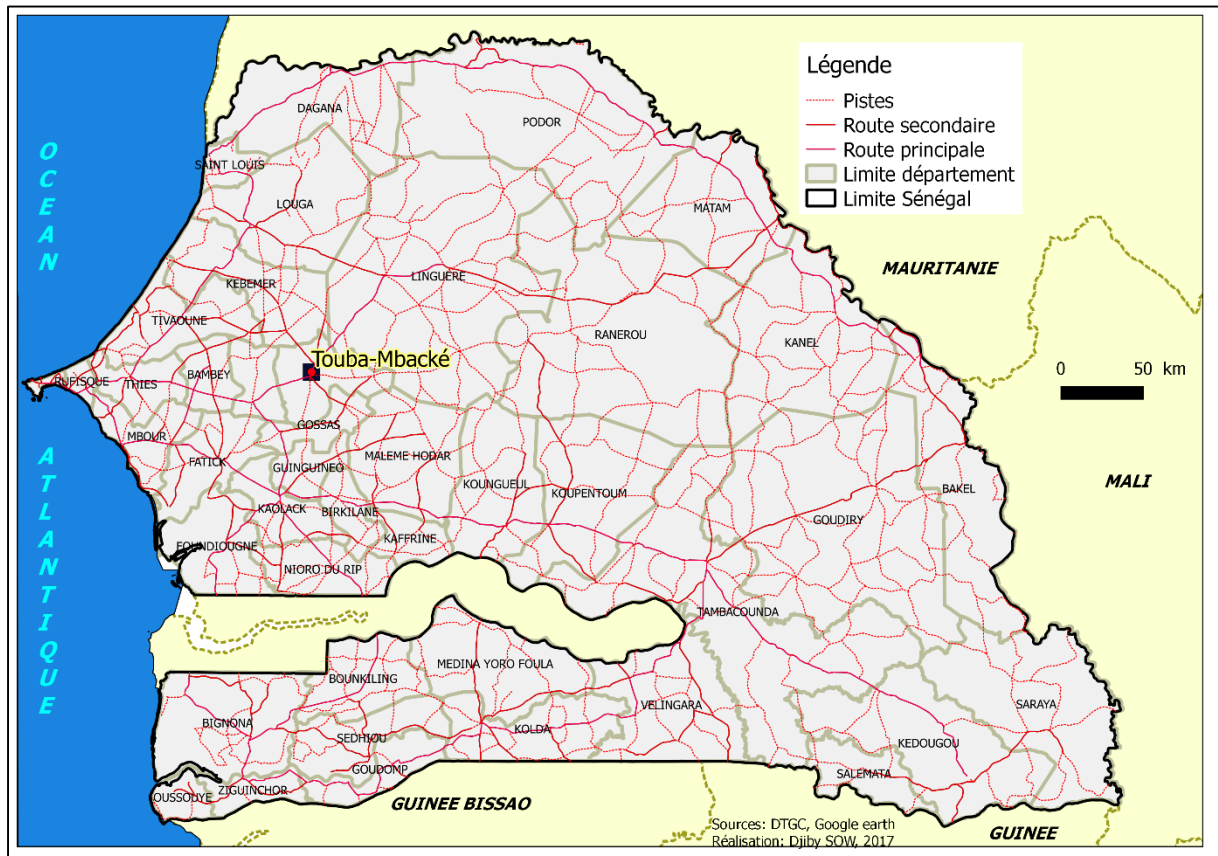 Légende
Pistes
Route secondaire
Route principale
Limite département
Limite Sénégal
OCEAN
ATLANTIQUE
DAGANA
PODOR
SAINT LOUIS
LOUGA
MATAM
MAURITANIE
LINGUERE
KEBEMER
TIVAOUNE
RANEROU
KANEL
Touba-Mbacké
0 50 km
RUFISQUE
THIES
BAMBEY
GOSSAS
MBOUR
FATICK
GUINGUINEO
MALEME HODAR
KOUNGUEUL
KOUPENTOUM
BAKEL
MALI
KAOLACK
BIRKILANE
GOUDIRY
KAFFRINE
FOUNDIOUGNE
NIORO DU RIP
TAMBACOUNDA
MEDINA YORO FOULA
BOUNKILING
VELINGARA
SARAYA
BIGNONA
KOLDA
SEDHIOU
KEDOUGOU
GOUDOMP
SALEMATA
ZIGUINCHOR
OUSSOUYE
GUINEE BISSAO
GUINEE
Sources: DTGC, Google earth
Réalisation: Djiby SOW, 2017